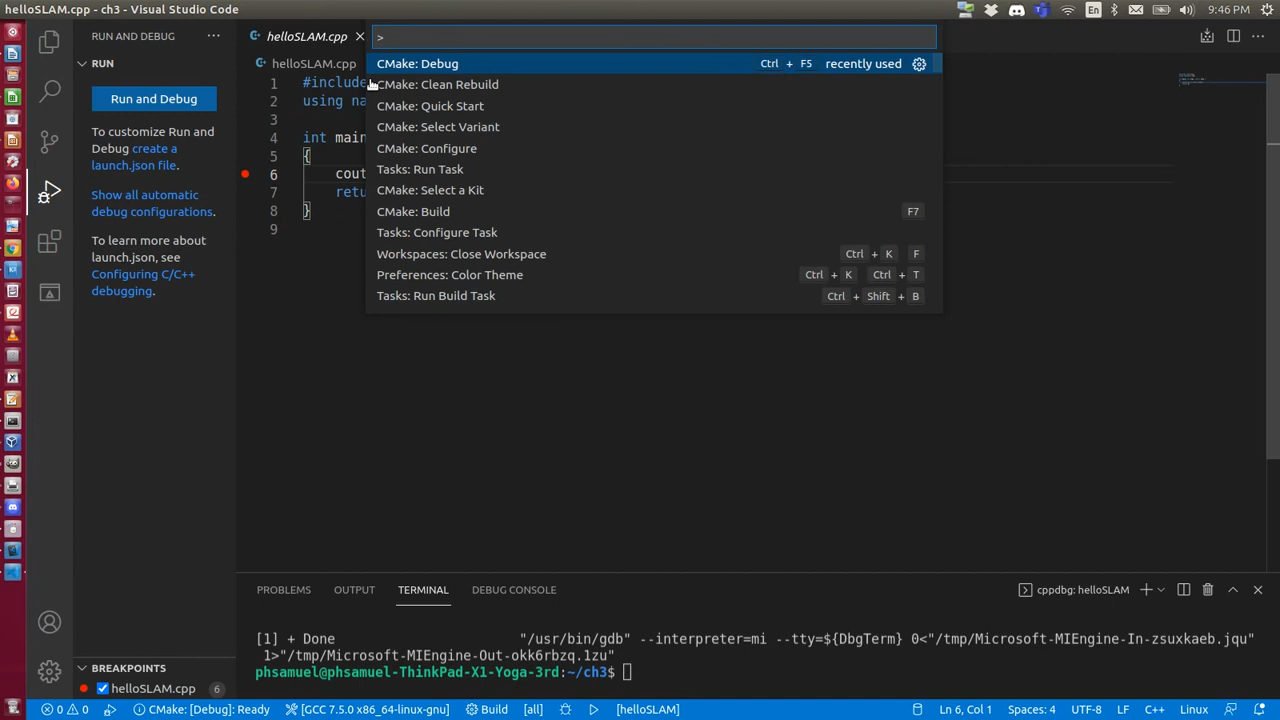 helloSLAM.cpp - ch3 - Visual Studio Code
En
9:46 PM
RUN AND DEBUG
helloSLAM.cpp
>
RUN
helloSLAM.cpp
Run and Debug
To customize Run and
Debug create a
launch.json file.
Show all automatic
debug configurations.
To learn more about
launch.json, see
Configuring C/C++
debugging.
CMake: Debug Ctrl + F5 recently used
CMake: Clean Rebuild
CMake: Quick Start
CMake: Select Variant
CMake: Configure
Tasks: Run Task
CMake: Select a Kit
CMake: Build F7
Tasks: Configure Task
Workspaces: Close Workspace Ctrl + K F
Preferences: Color Theme Ctrl + K Ctrl + T
Tasks: Run Build Task Ctrl + Shift + B
1 #include
2 using na
3
4 int main
5 {
6 cout
7 retu
8 }
9
PROBLEMS OUTPUT TERMINAL DEBUG CONSOLE cppdbg: helloSLAM
[1] + Done "/usr/bin/gdb" --interpreter=mi --tty=${DbgTerm} 0<"/tmp/Microsoft-MIEngine-In-zsuxkaeb.jqu"
1>"/tmp/Microsoft-MIEngine-Out-okk6rbzq.1zu"
phsamuel@phsamuel-ThinkPad-X1-Yoga-3rd:~/ch3$
BREAKPOINTS
helloSLAM.cpp 6
0 0 CMake: [Debug]: Ready [GCC 7.5.0 x86_64-linux-gnu] Build [all] [helloSLAM] Ln 6, Col 1 Spaces: 4 UTF-8 LF C++ Linux